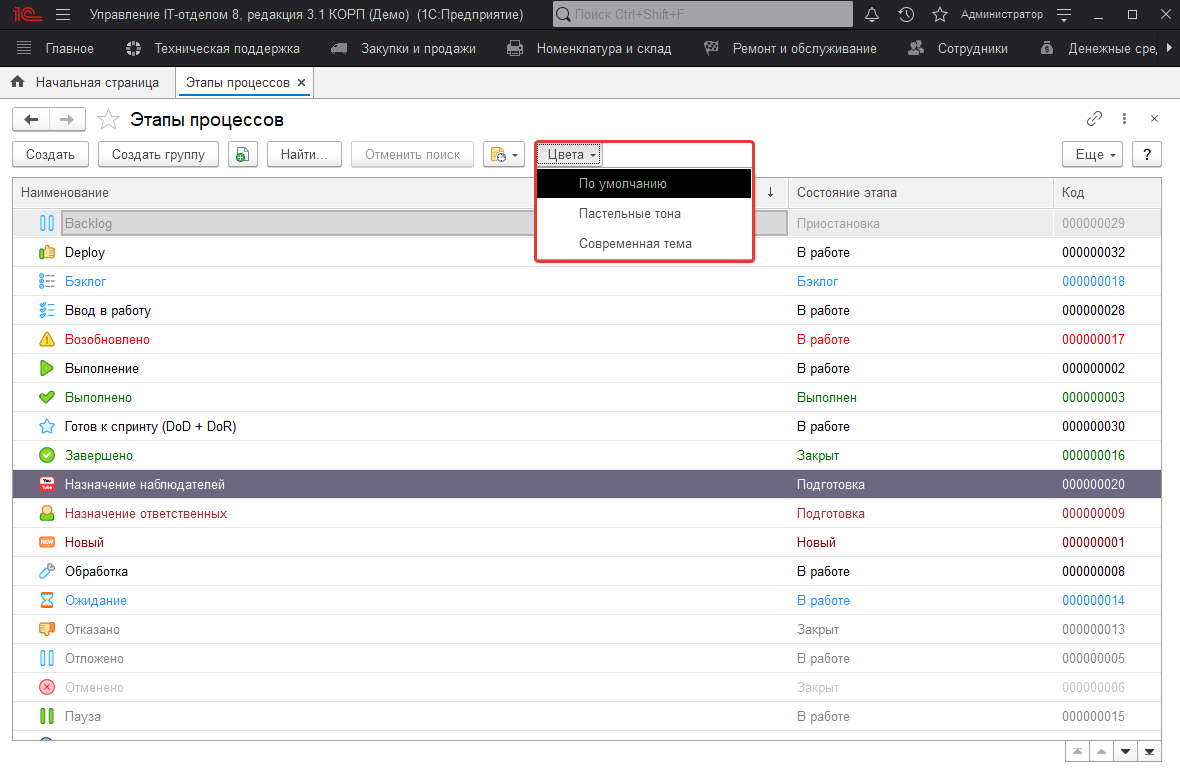 1С Управление IT-отделом 8, редакция 3.1 КОРП (Демо) (1С:Предприятие) Поиск Ctrl+Shift+F Администратор
Главное Техническая поддержка Закупки и продажи Номенклатура и склад Ремонт и обслуживание Сотрудники Денежные сре,
Начальная страница Этапы процессов ×
Этапы процессов
Создать Создать группу Найти... Отменить поиск Цвета Еще ?
По умолчанию
Пастельные тона
Современная тема
Наименование ↓ Состояние этапа Код
Backlog Приостановка 000000029
Deploy В работе 000000032
Бэклог Бэклог 000000018
Ввод в работу В работе 000000028
Возобновлено В работе 000000017
Выполнение В работе 000000002
Выполнено Выполнен 000000003
Готов к спринту (DoD + DoR) В работе 000000030
Завершено Закрыт 000000016
You Tube Назначение наблюдателей Подготовка 000000020
Назначение ответственных Подготовка 000000009
NEW Новый Новый 000000001
Обработка В работе 000000008
Ожидание В работе 000000014
Отказано Закрыт 000000013
Отложено В работе 000000005
Отменено Закрыт 000000006
Пауза В работе 000000015